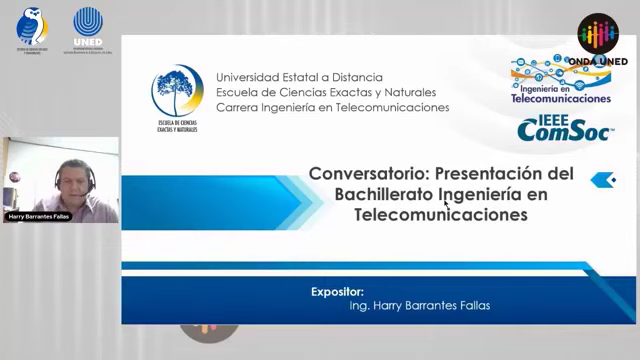 UNED
ONDA UNED
Universidad Estatal a Distancia
Escuela de Ciencias Exactas y Naturales
Carrera Ingeniería en Telecomunicaciones
ESCUELA DE CIENCIAS
EXACTAS Y NATURALES
Ingeniería en
Telecomunicaciones
IEEE
ComSoc
Conversatorio: Presentación del
Bachillerato Ingeniería en
Telecomunicaciones
Harry Barrantes Fallas
Expositor:
Ing. Harry Barrantes Fallas